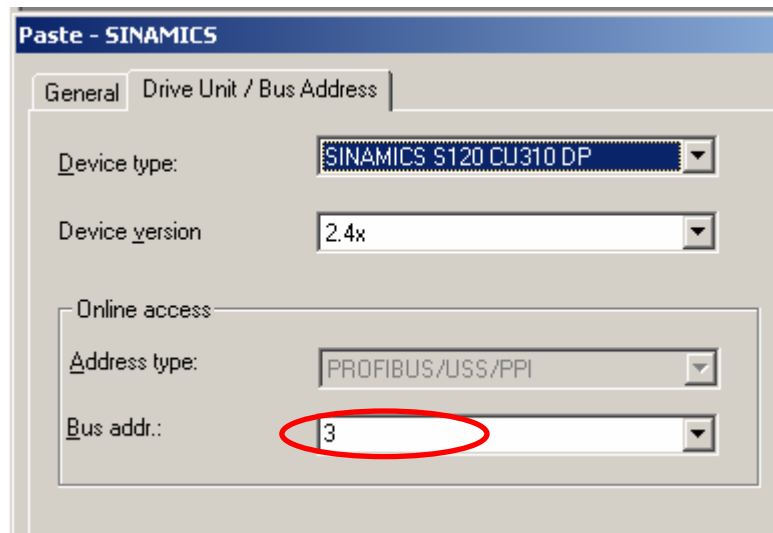 Paste - SINAMICS
General Drive Unit / Bus Address
Device type: SINAMICS S120 CU310 DP
Device version 2.4x
Online access
Address type: PROFIBUS/USS/PPI
Bus addr.: 3